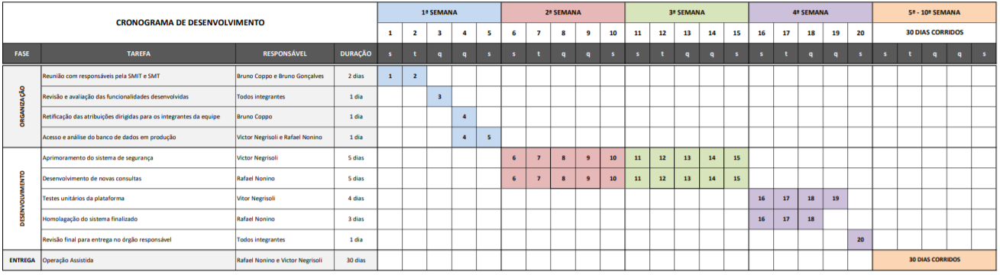 CRONOGRAMA DE DESENVOLVIMENTO
1ª SEMANA 2ª SEMANA 3ª SEMANA 4ª SEMANA 5ª - 10ª SEMANA
1 2 3 4 5 6 7 8 9 10 11 12 13 14 15 16 17 18 19 20 30 DIAS CORRIDOS
FASE TAREFA RESPONSÁVEL DURAÇÃO s t q q s s t q q s s t q q s s t q q s s t q q s
ORGANIZAÇÃO
Reunião com responsáveis pela SMIT e SMT Bruno Coppo e Bruno Gonçalves 2 dias 1 2
Revisão e avaliação das funcionalidades desenvolvidas Todos integrantes 1 dia 3
Retificação das atribuições dirigidas para os integrantes da equipe Bruno Coppo 1 dia 4
Acesso e análise do banco de dados em produção Victor Negrisoli e Rafael Nonino 1 dia 4 5
DESENVOLVIMENTO
Aprimoramento do sistema de segurança Victor Negrisoli 5 dias 6 7 8 9 10 11 12 13 14 15
Desenvolvimento de novas consultas Rafael Nonino 5 dias 6 7 8 9 10 11 12 13 14 15
Testes unitários da plataforma Vitor Negrisoli 4 dias 16 17 18 19
Homolagação do sistema finalizado Rafael Nonino 3 dias 16 17 18
Revisão final para entrega no órgão responsável Todos integrantes 1 dia 20
ENTREGA Operação Assistida Rafael Nonino e Victor Negrisoli 30 dias 30 DIAS CORRIDOS